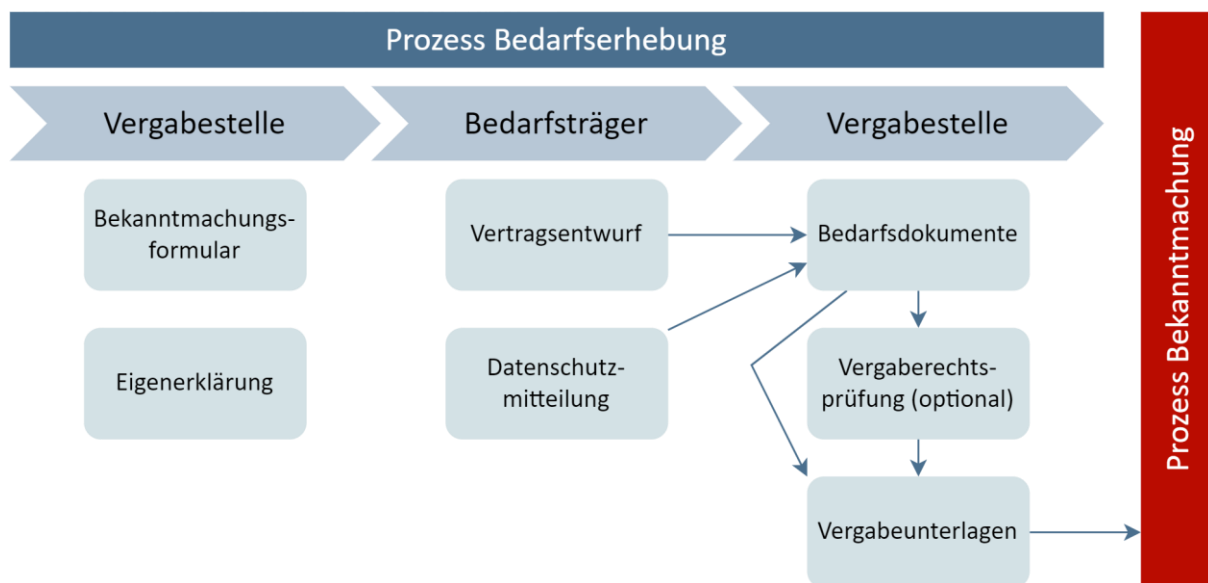 Prozess Bedarfserhebung
Vergabestelle
Bedarfsträger
Vergabestelle
Bekanntmachungs-
formular
Vertragsentwurf
Bedarfsdokumente
Eigenerklärung
Datenschutz-
mitteilung
Vergaberechts-
prüfung (optional)
Vergabeunterlagen
Prozess Bekanntmachung